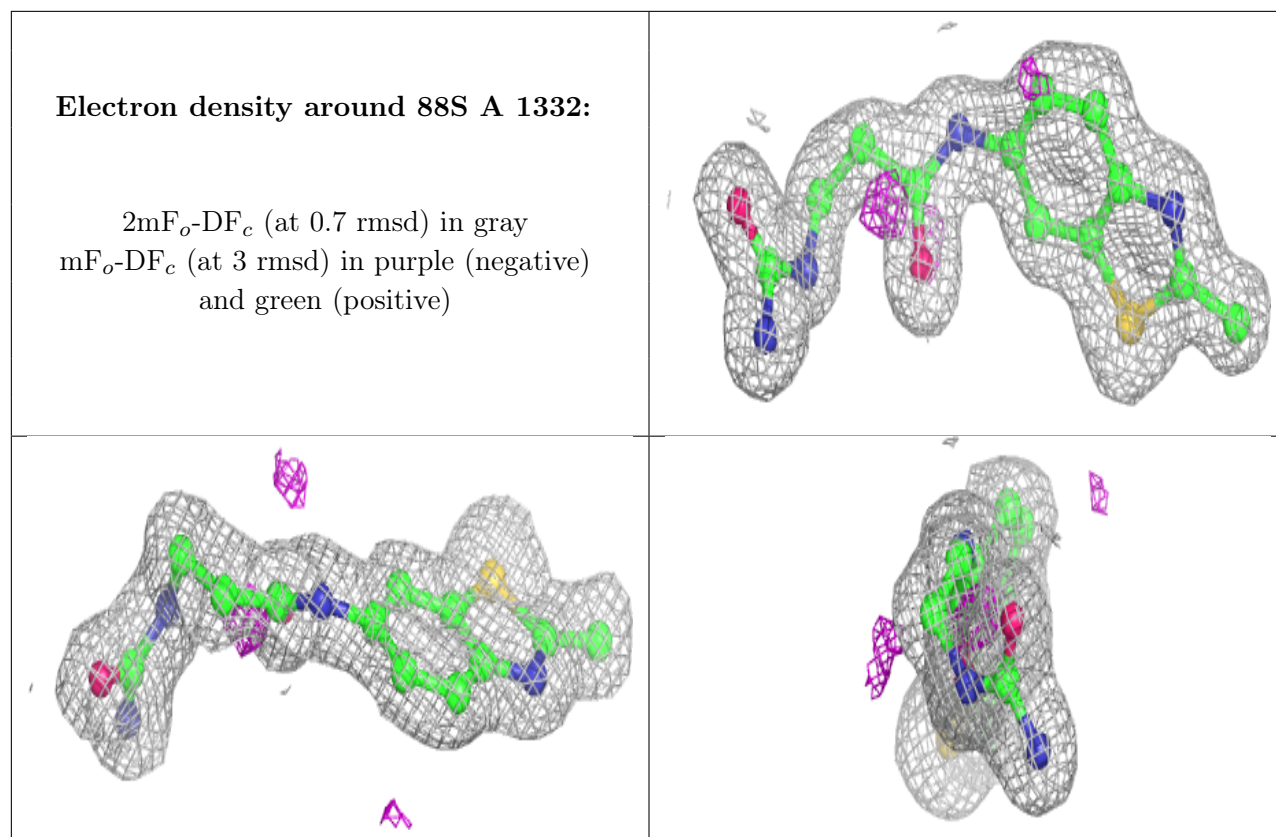 Electron density around 88S A 1332:
2mFo-DFc (at 0.7 rmsd) in gray
mFo-DFc (at 3 rmsd) in purple (negative)
and green (positive)